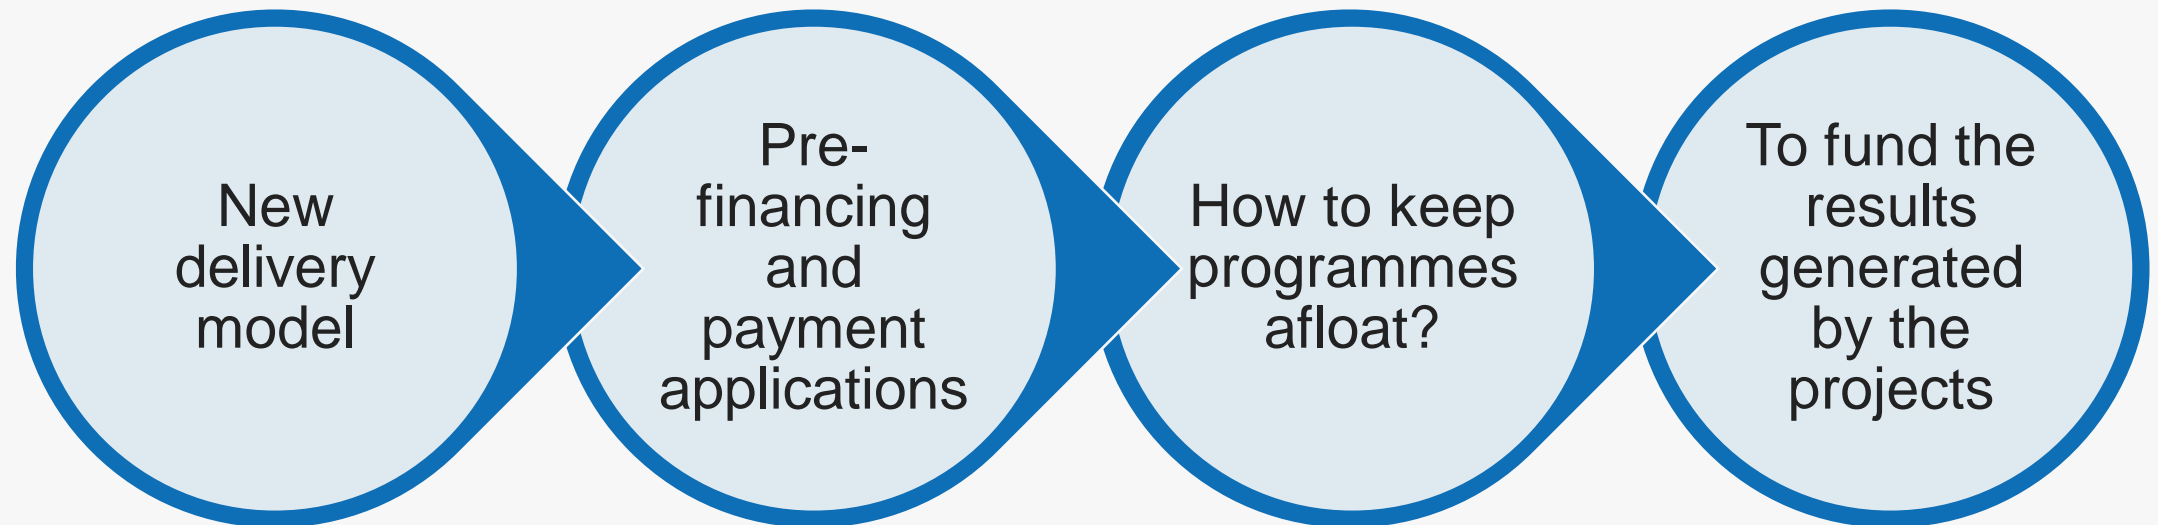 New
delivery
model
Pre-
financing
and
payment
applications
How to keep
programmes
afloat?
To fund the
results
generated
by the
projects